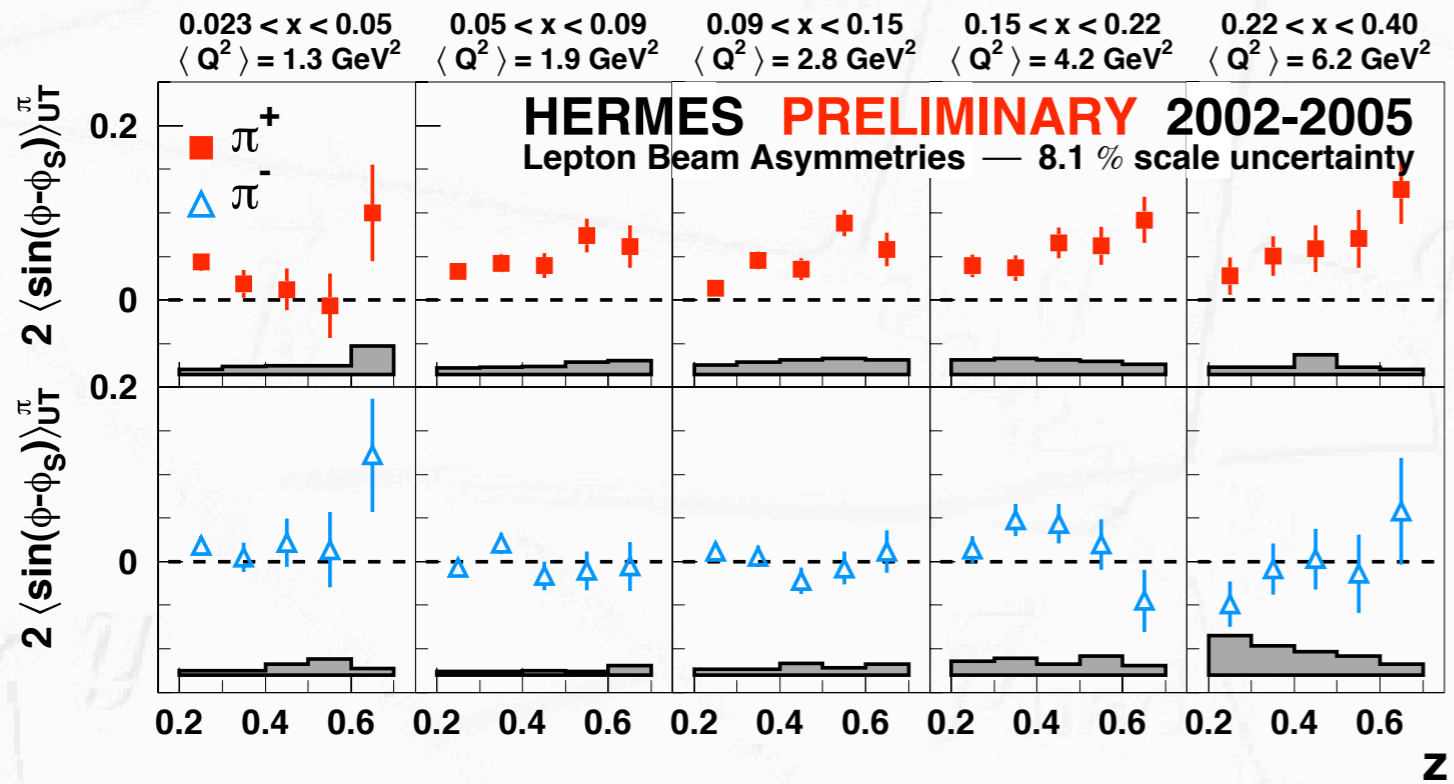 0.023 < x < 0.05 0.05 < x < 0.09 0.09 < x < 0.15 0.15 < x < 0.22 0.22 < x < 0.40
⟨ Q² ⟩ = 1.3 GeV² ⟨ Q² ⟩ = 1.9 GeV² ⟨ Q² ⟩ = 2.8 GeV² ⟨ Q² ⟩ = 4.2 GeV² ⟨ Q² ⟩ = 6.2 GeV²
HERMES PRELIMINARY 2002-2005
Lepton Beam Asymmetries — 8.1 % scale uncertainty
π⁺
π⁻
2 ⟨sin(ϕ-ϕ_S)⟩^π_UT
0.2
0
2 ⟨sin(ϕ-ϕ_S)⟩^π_UT
0.2
0
0.2 0.4 0.6 0.2 0.4 0.6 0.2 0.4 0.6 0.2 0.4 0.6 0.2 0.4 0.6
z